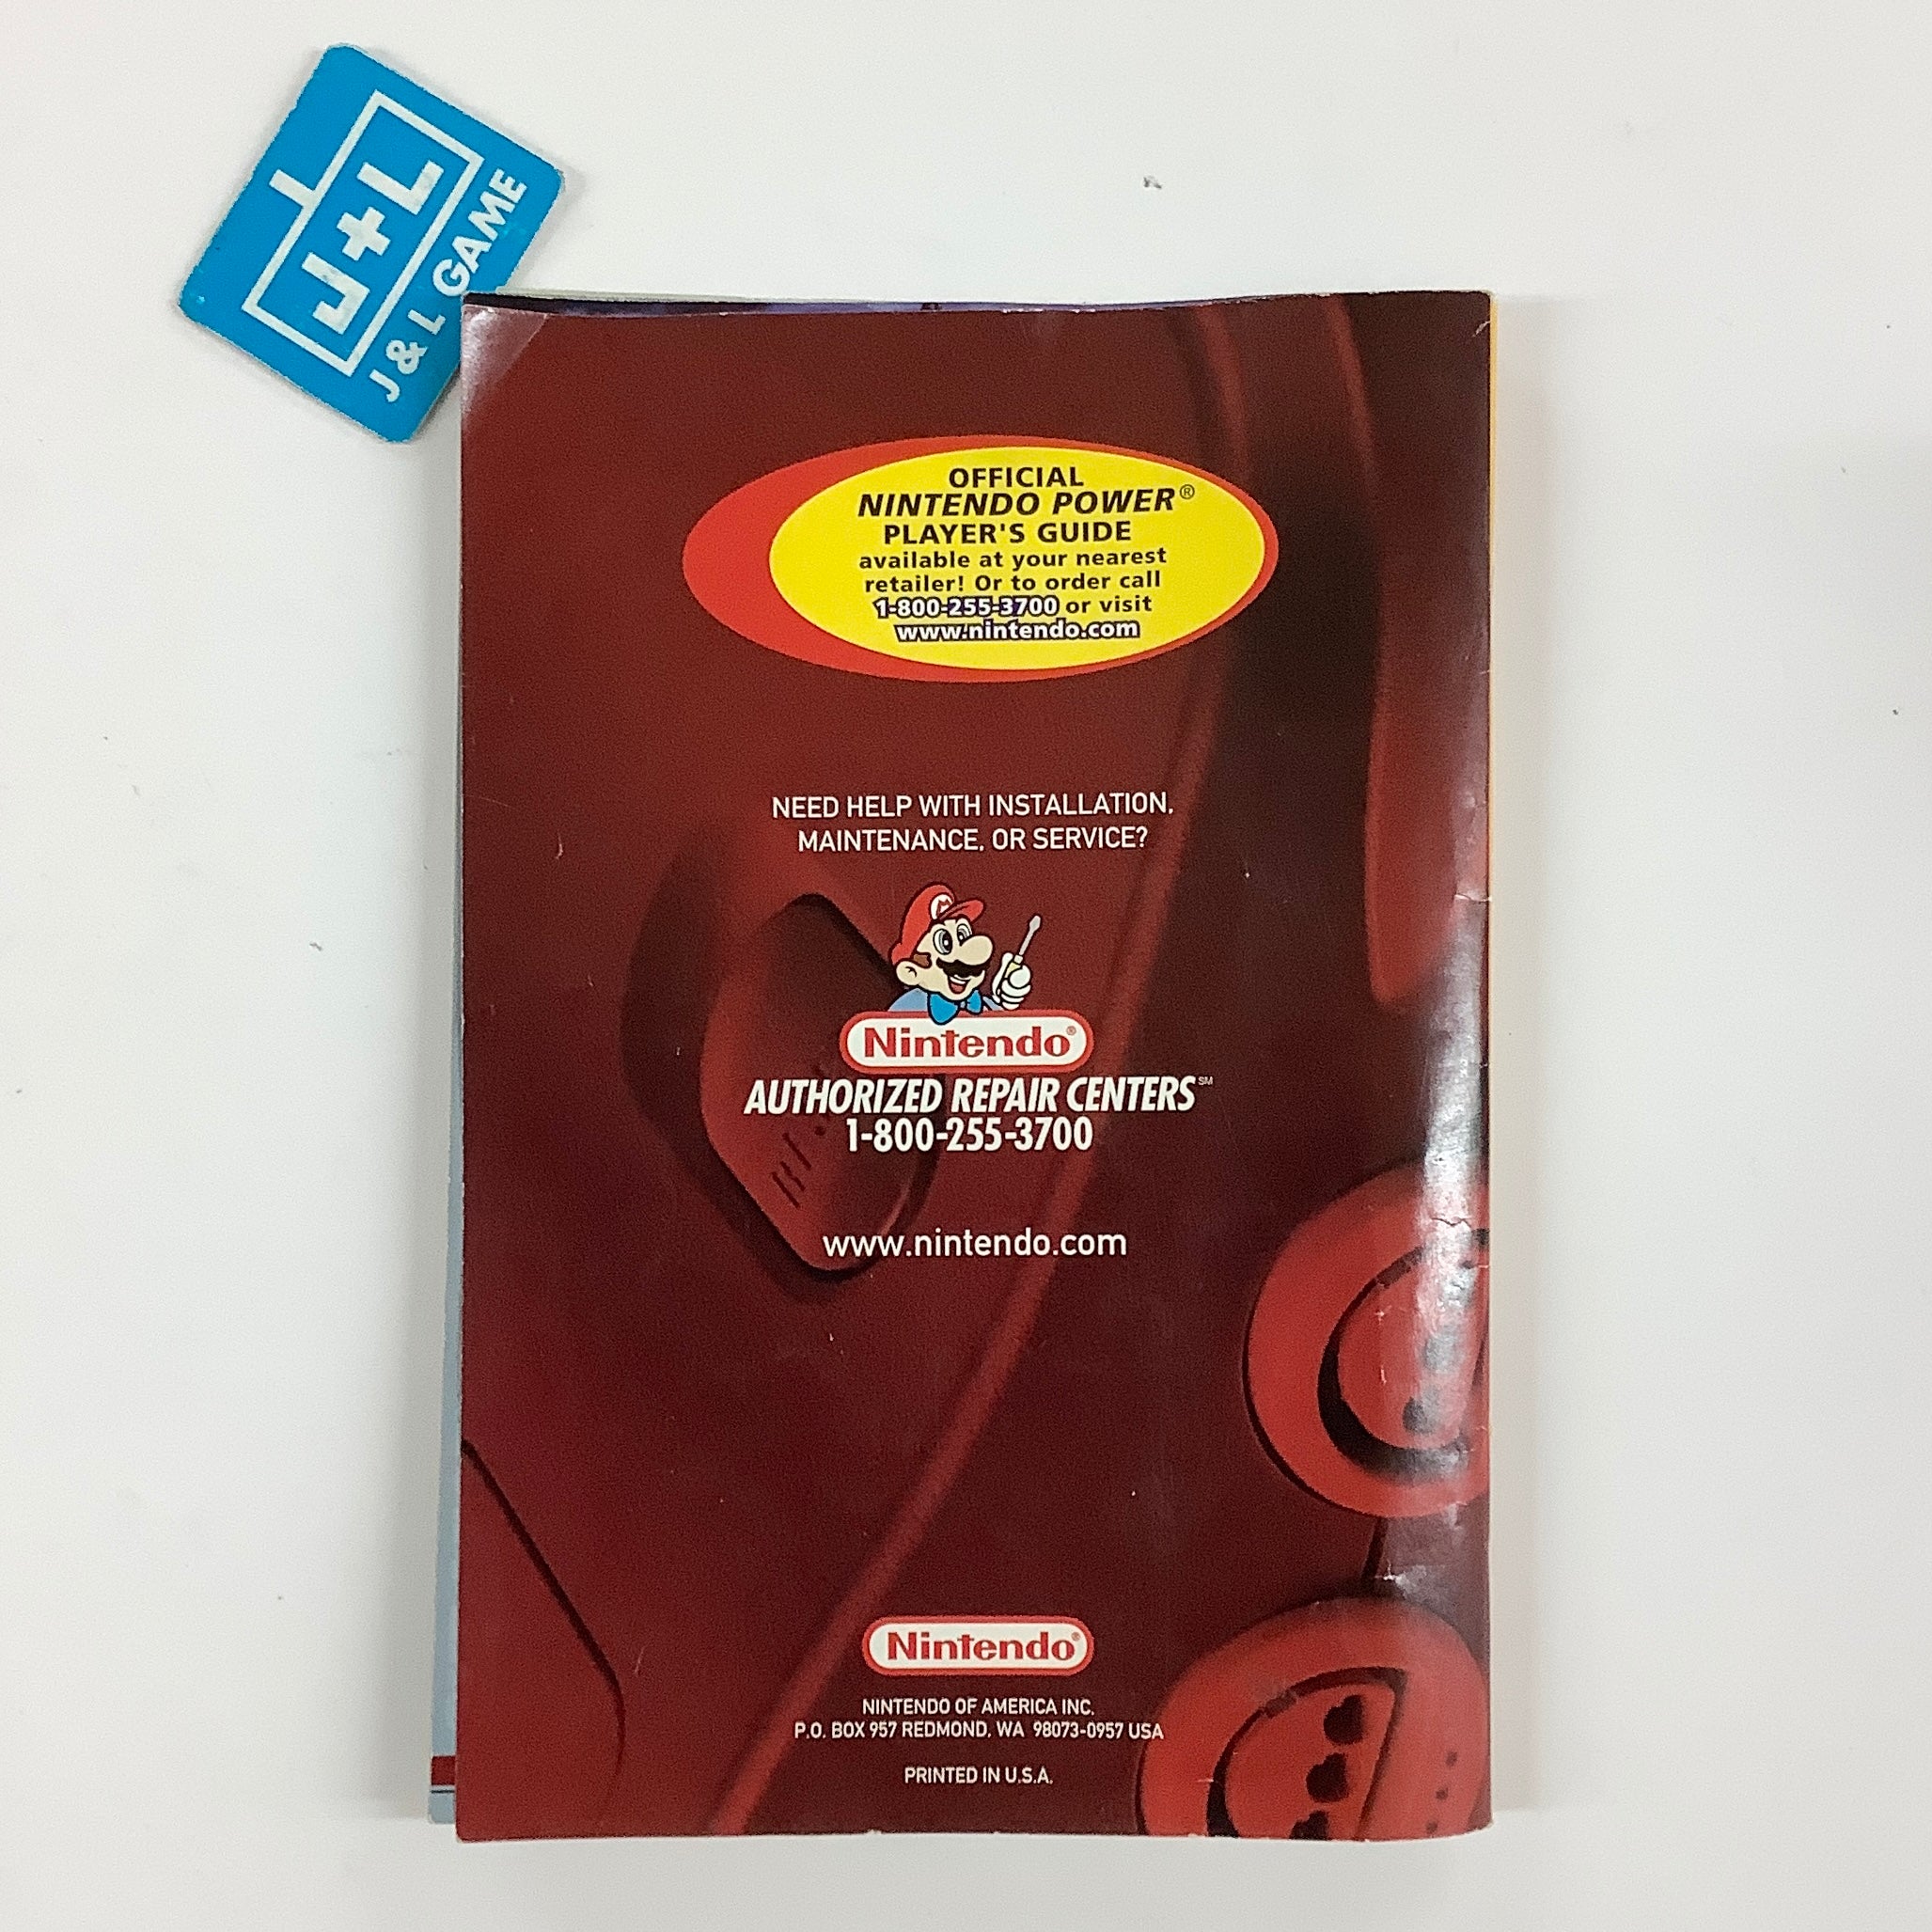 J+L
J & L GAME
OFFICIAL
NINTENDO POWER®
PLAYER'S GUIDE
available at your nearest
retailer! Or to order call
1-800-255-3700 or visit
www.nintendo.com
NEED HELP WITH INSTALLATION,
MAINTENANCE, OR SERVICE?
M
Nintendo®
AUTHORIZED REPAIR CENTERS℠
1-800-255-3700
www.nintendo.com
Nintendo®
NINTENDO OF AMERICA INC.
P.O. BOX 957 REDMOND, WA 98073-0957 USA
PRINTED IN U.S.A.